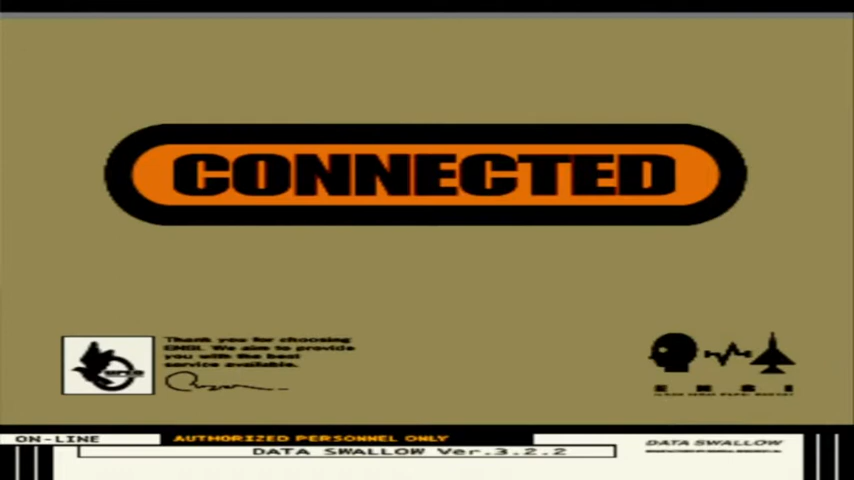 CONNECTED
Thank you for choosing
ENSI. We aim to provide
you with the best
service available.
E N S I
ON-LINE
AUTHORIZED PERSONNEL ONLY
DATA SWALLOW
DATA SWALLOW Ver.3.2.2